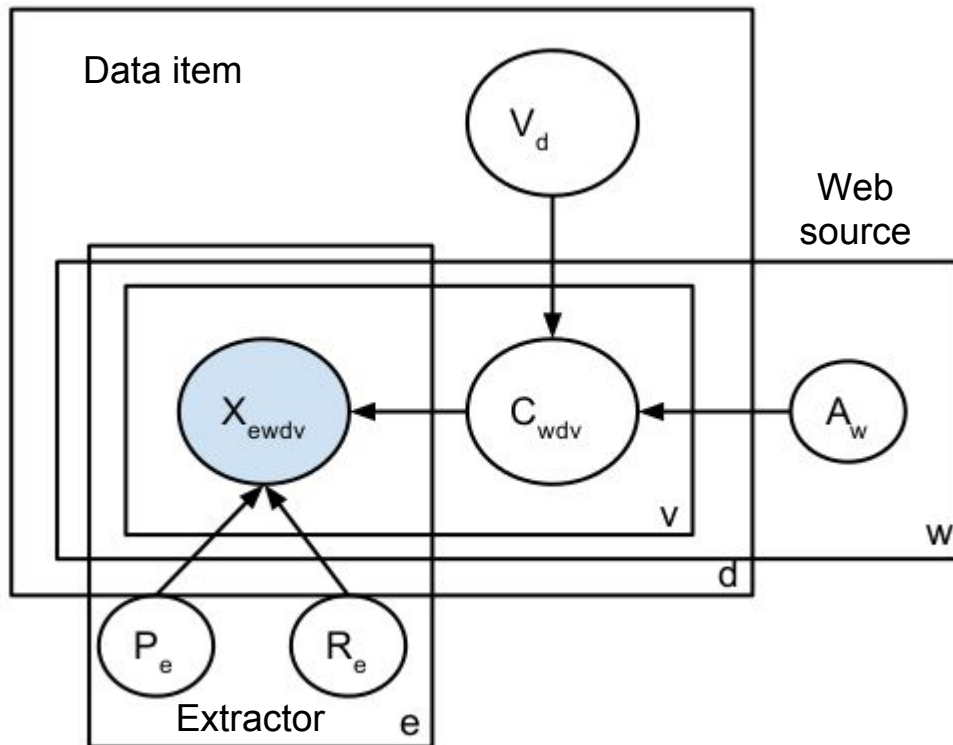 Data item
V_d
Web
source
X_ewdv
C_wdv
A_w
v
w
d
P_e
R_e
Extractor
e